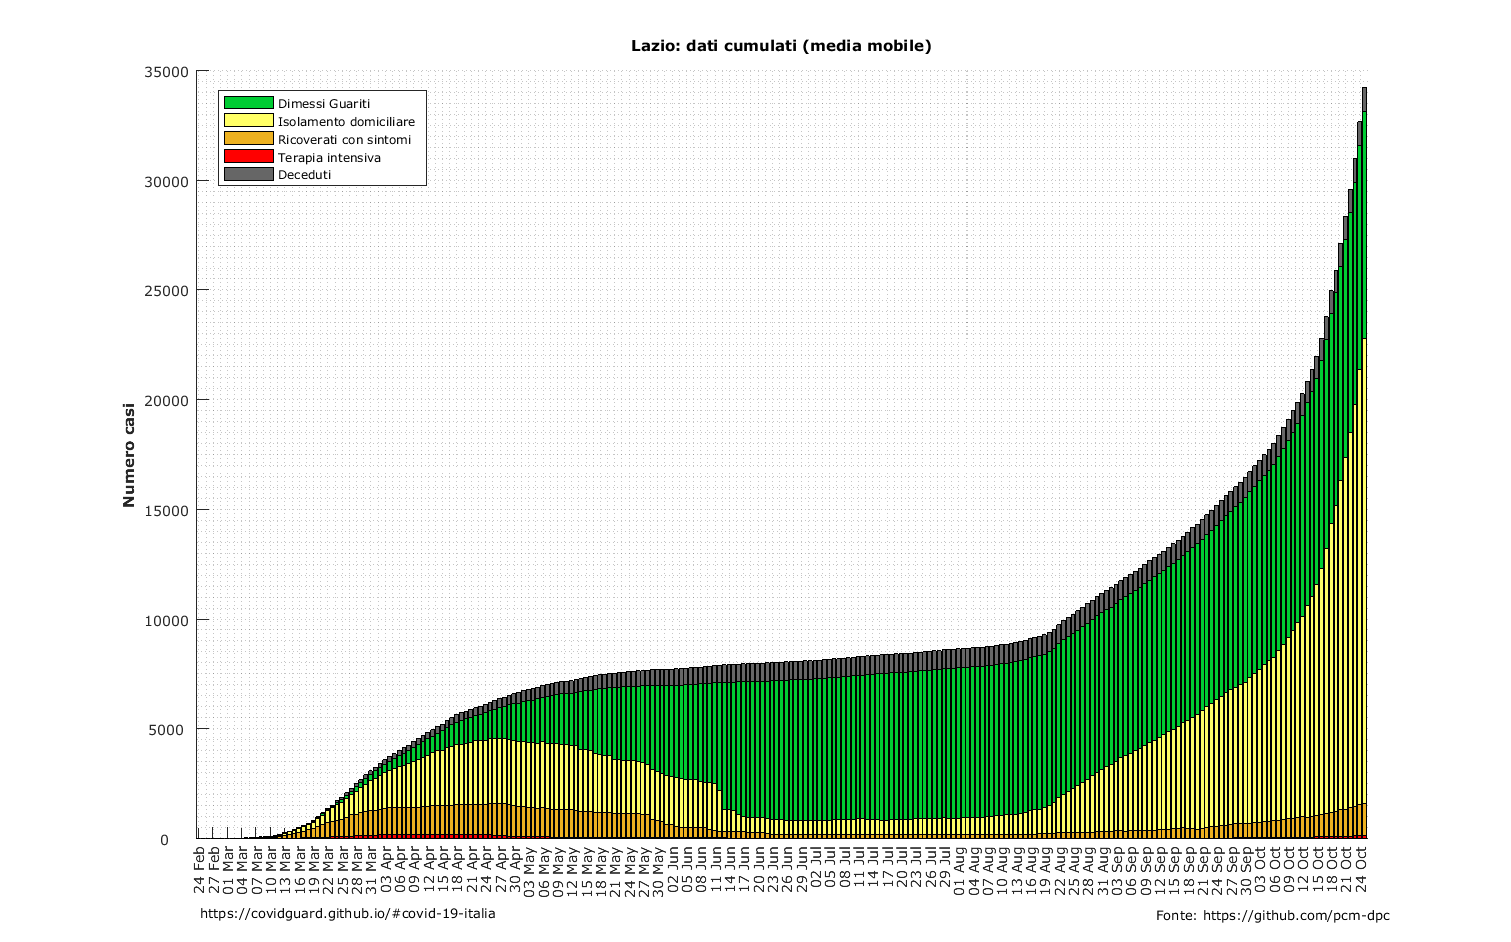 Lazio: dati cumulati (media mobile)
35000
30000
25000
20000
15000
10000
5000
0
Numero casi
Dimessi Guariti
Isolamento domiciliare
Ricoverati con sintomi
Terapia intensiva
Deceduti
24 Feb
27 Feb
01 Mar
04 Mar
07 Mar
10 Mar
13 Mar
16 Mar
19 Mar
22 Mar
25 Mar
28 Mar
31 Mar
03 Apr
06 Apr
09 Apr
12 Apr
15 Apr
18 Apr
21 Apr
24 Apr
27 Apr
30 Apr
03 May
06 May
09 May
12 May
15 May
18 May
21 May
24 May
27 May
30 May
02 Jun
05 Jun
08 Jun
11 Jun
14 Jun
17 Jun
20 Jun
23 Jun
26 Jun
29 Jun
02 Jul
05 Jul
08 Jul
11 Jul
14 Jul
17 Jul
20 Jul
23 Jul
26 Jul
29 Jul
01 Aug
04 Aug
07 Aug
10 Aug
13 Aug
16 Aug
19 Aug
22 Aug
25 Aug
28 Aug
31 Aug
03 Sep
06 Sep
09 Sep
12 Sep
15 Sep
18 Sep
21 Sep
24 Sep
27 Sep
30 Sep
03 Oct
06 Oct
09 Oct
12 Oct
15 Oct
18 Oct
21 Oct
24 Oct
https://covidguard.github.io/#covid-19-italia
Fonte: https://github.com/pcm-dpc